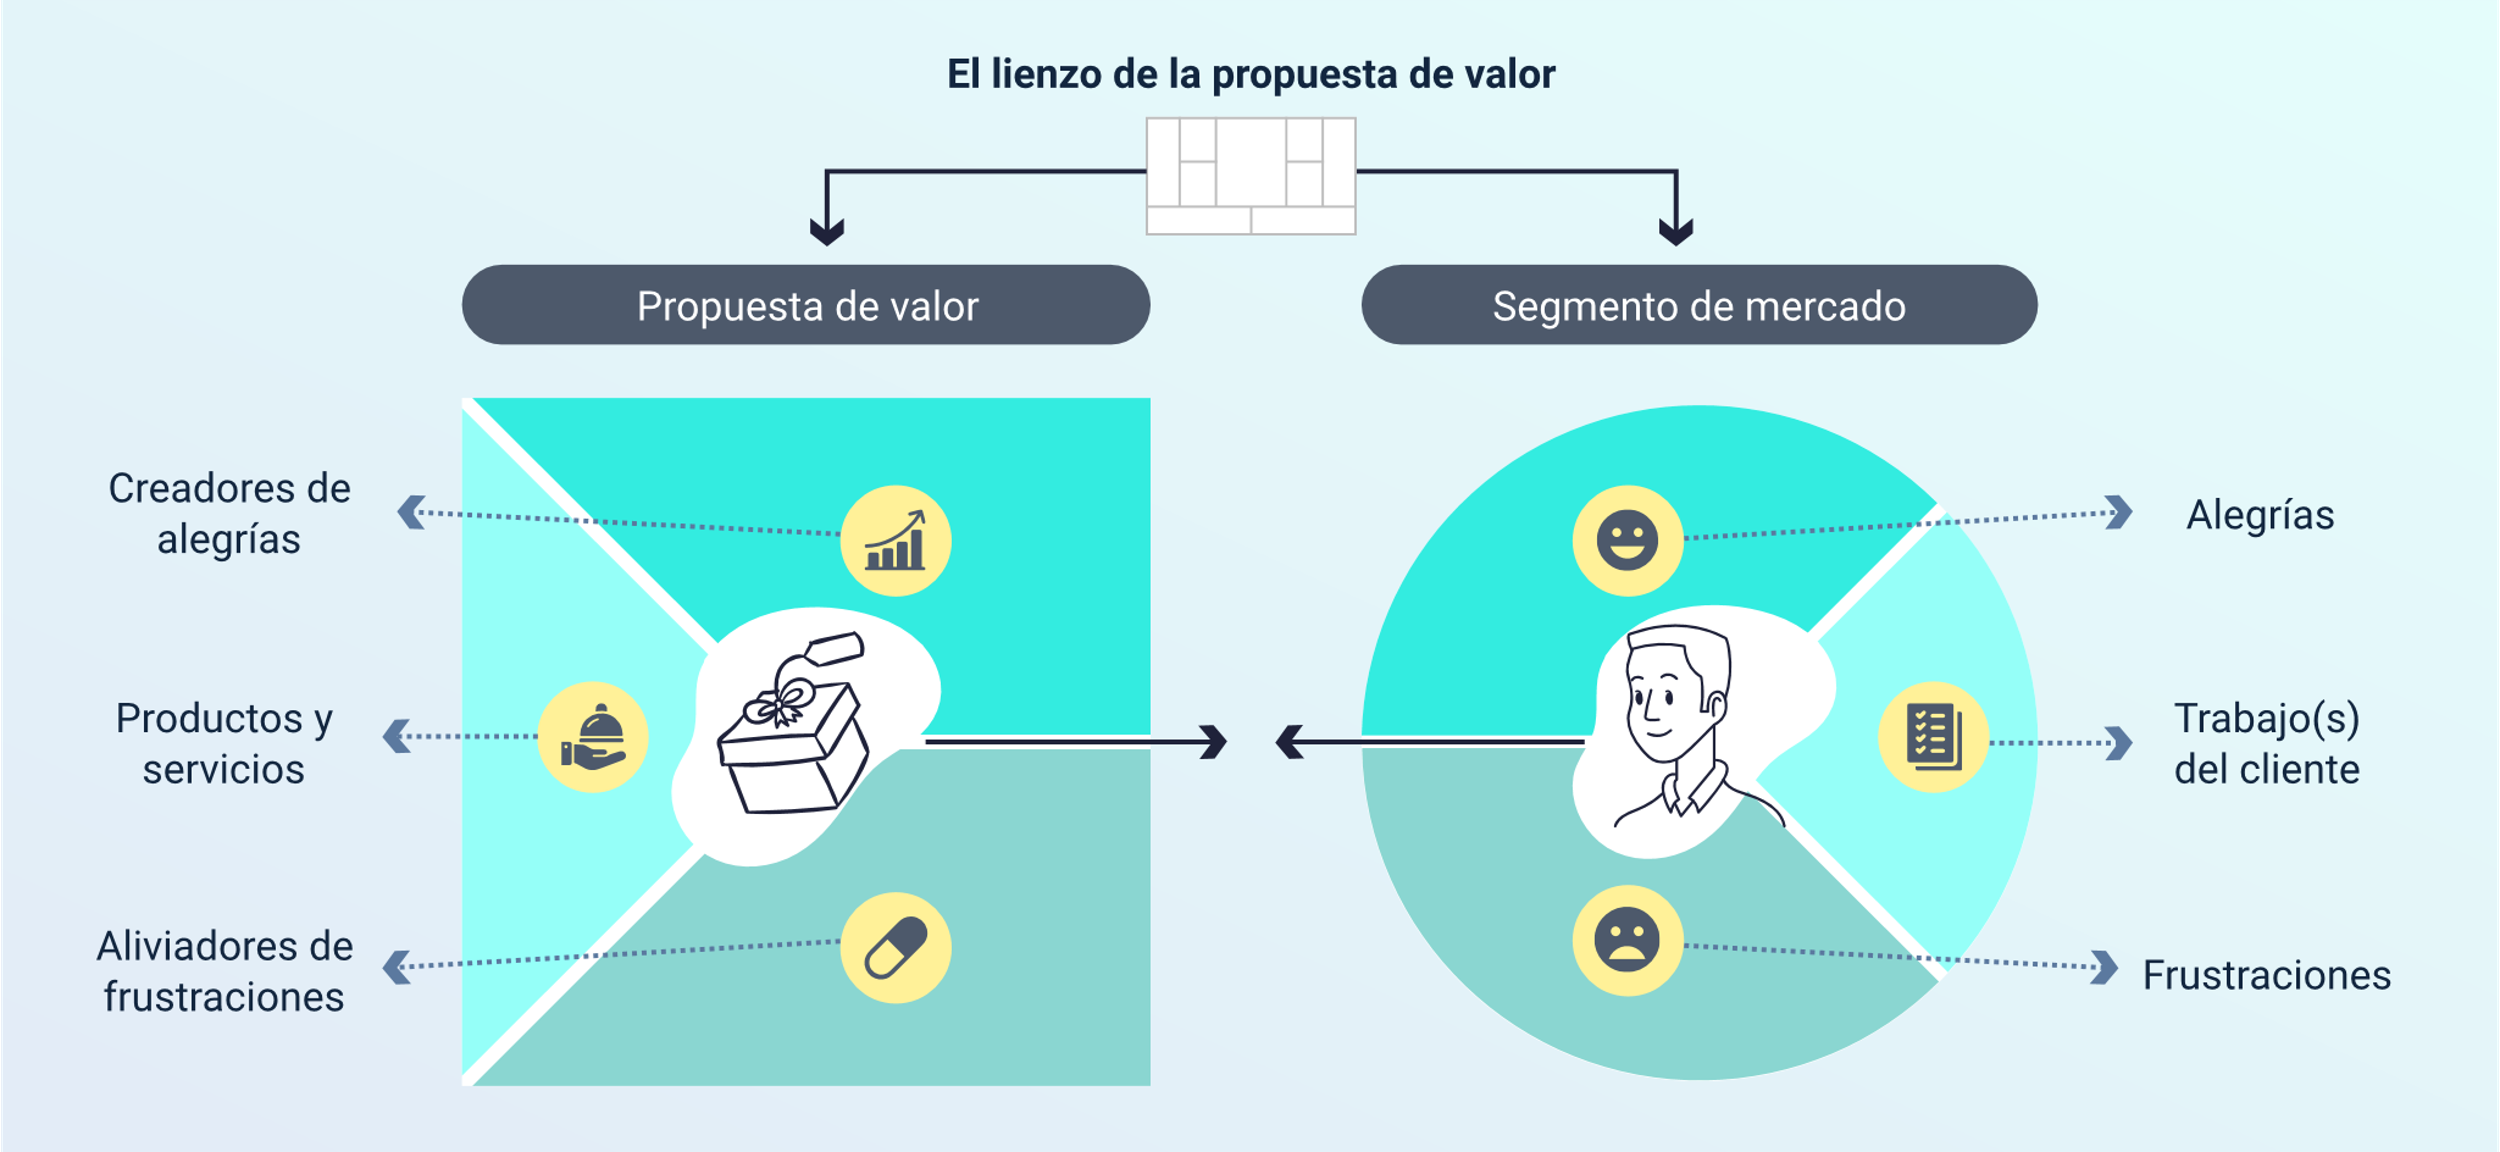 El lienzo de la propuesta de valor
Propuesta de valor
Segmento de mercado
Creadores de
alegrías
Productos y
servicios
Aliviadores de
frustraciones
Alegrías
Trabajo(s)
del cliente
Frustraciones